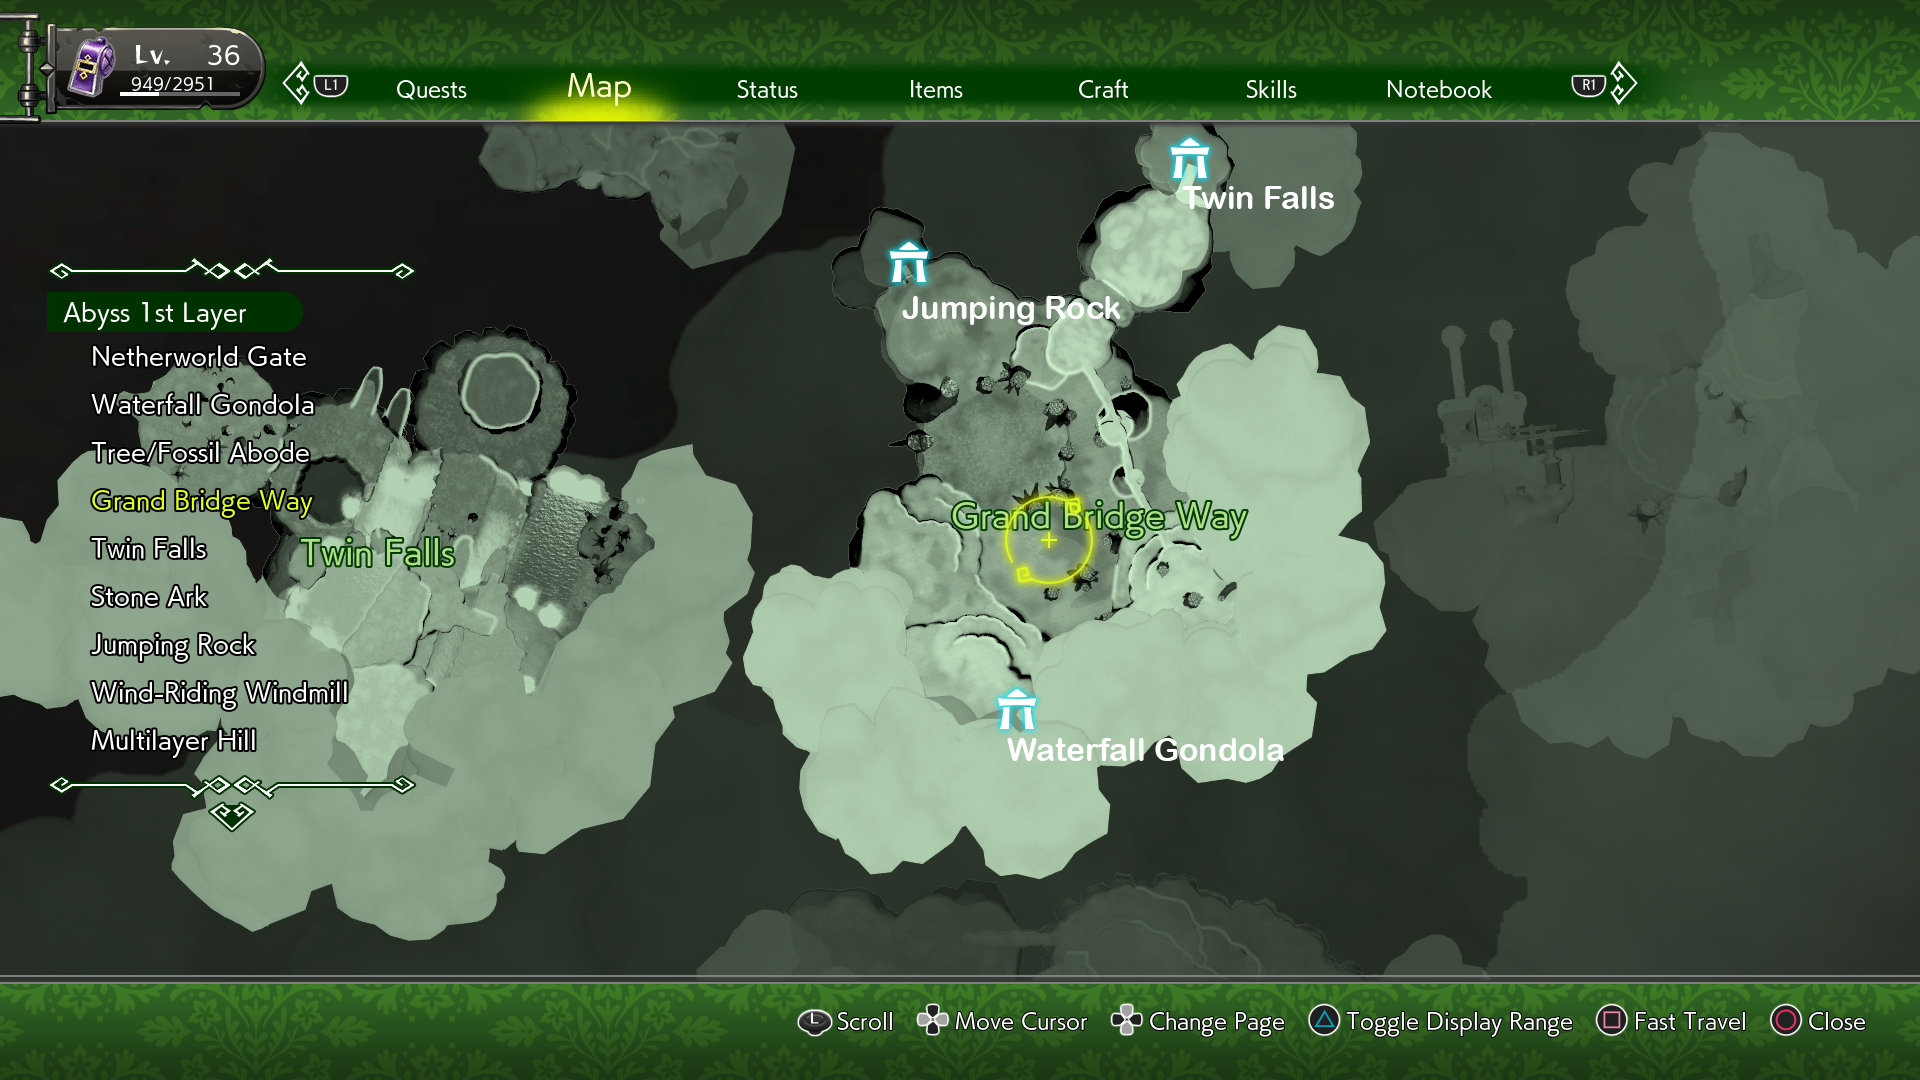 Lv. 36
949/2951
L1
Quests
Map
Status
Items
Craft
Skills
Notebook
R1
Twin Falls
Jumping Rock
Abyss 1st Layer
Netherworld Gate
Waterfall Gondola
Tree/Fossil Abode
Grand Bridge Way
Twin Falls
Stone Ark
Jumping Rock
Wind-Riding Windmill
Multilayer Hill
Twin Falls
Grand Bridge Way
Waterfall Gondola
L Scroll
Move Cursor
Change Page
Toggle Display Range
Fast Travel
Close